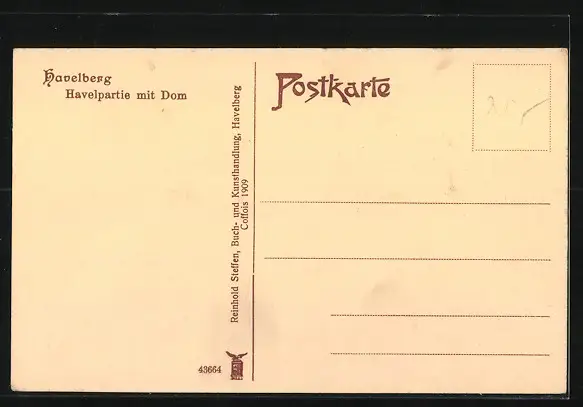 Havelberg
Havelpartie mit Dom
Postkarte
Reinhold Steffen, Buch- und Kunsthandlung, Havelberg
Coffois 1909
43664